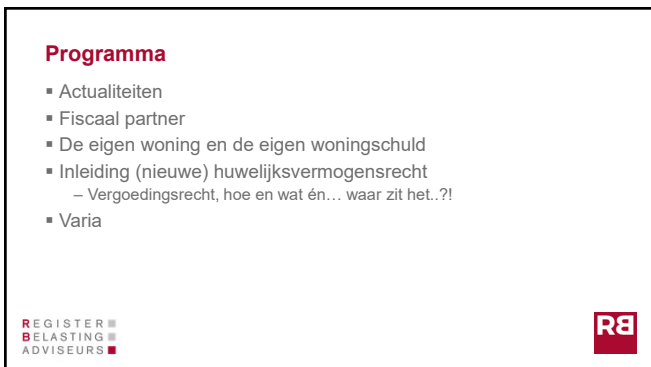 Programma
▪ Actualiteiten
▪ Fiscaal partner
▪ De eigen woning en de eigen woningschuld
▪ Inleiding (nieuwe) huwelijksvermogensrecht
– Vergoedingsrecht, hoe en wat én… waar zit het..?!
▪ Varia
REGISTER
BELASTING
ADVISEURS
RB